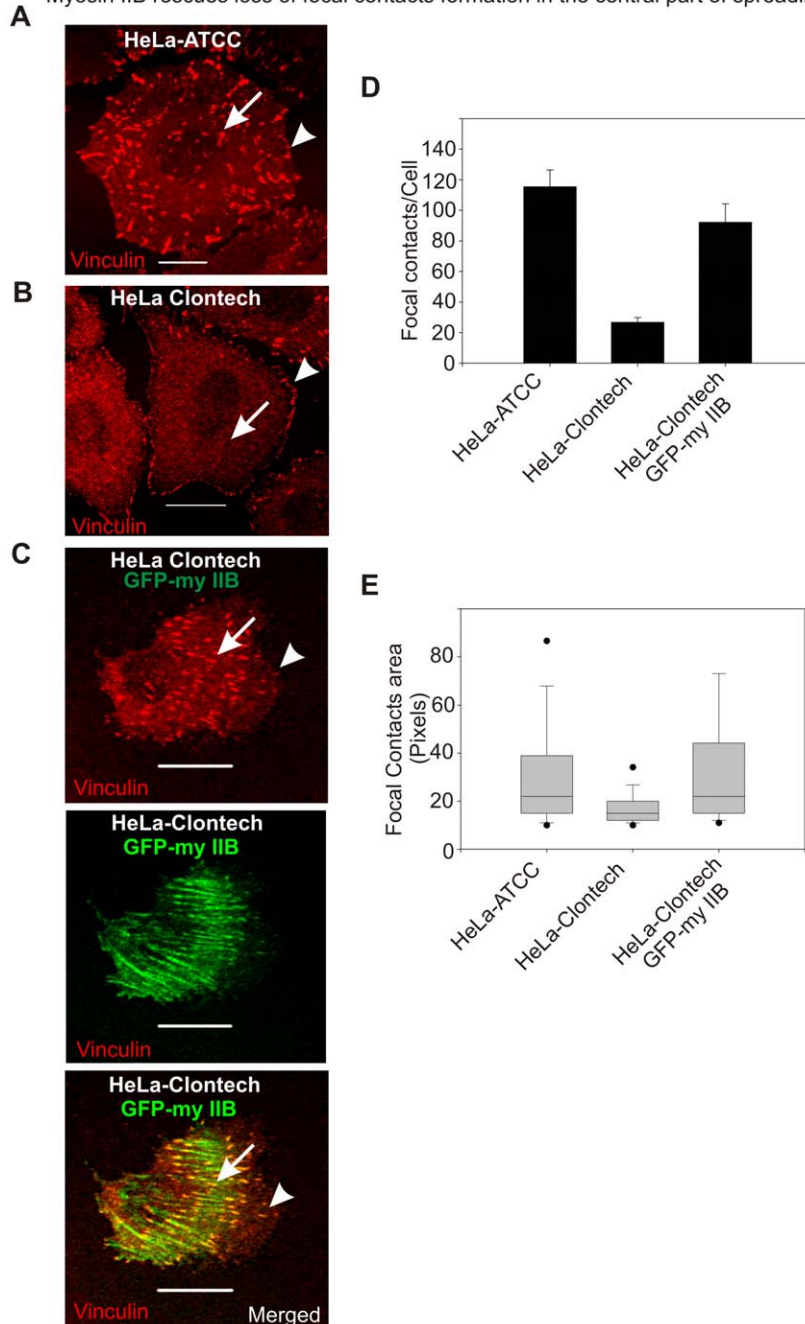 Myosin IIB rescues loss of focal contacts formation in the central part of
A
HeLa-ATCC
Vinculin
B
HeLa Clontech
Vinculin
C
HeLa Clontech
GFP-my IIB
Vinculin
HeLa-Clontech
GFP-my IIB
Vinculin
HeLa-Clontech
GFP-my IIB
Vinculin
Merged
D
Focal contacts/Cell
140
120
100
80
60
40
20
0
HeLa-ATCC
HeLa-Clontech
HeLa-Clontech
GFP-my IIB
E
Focal Contacts area
(Pixels)
80
60
40
20
0
HeLa-ATCC
HeLa-Clontech
HeLa-Clontech
GFP-my IIB